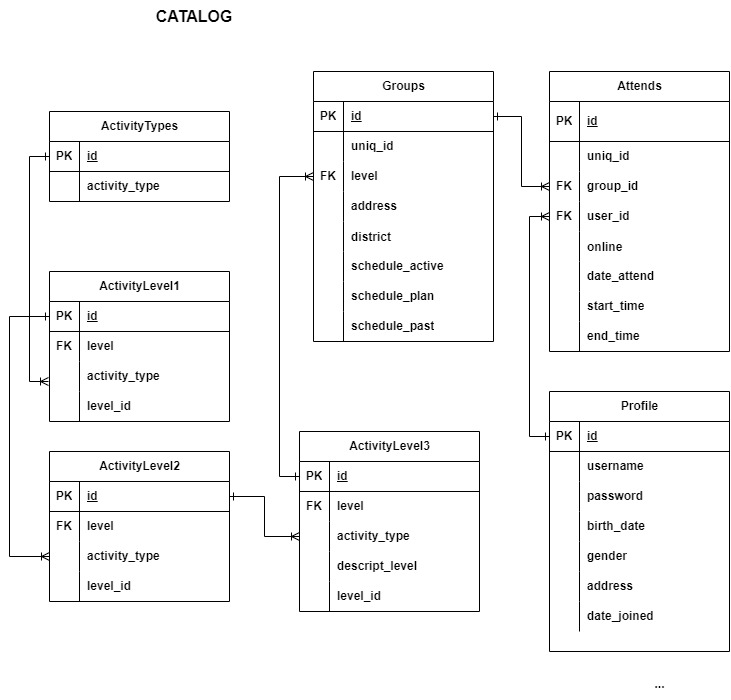 CATALOG
ActivityTypes
PK id
activity_type
ActivityLevel1
PK id
FK level
activity_type
level_id
ActivityLevel2
PK id
FK level
activity_type
level_id
Groups
PK id
uniq_id
FK level
address
district
schedule_active
schedule_plan
schedule_past
ActivityLevel3
PK id
FK level
activity_type
descript_level
level_id
Attends
PK id
uniq_id
FK group_id
FK user_id
online
date_attend
start_time
end_time
Profile
PK id
username
password
birth_date
gender
address
date_joined
...